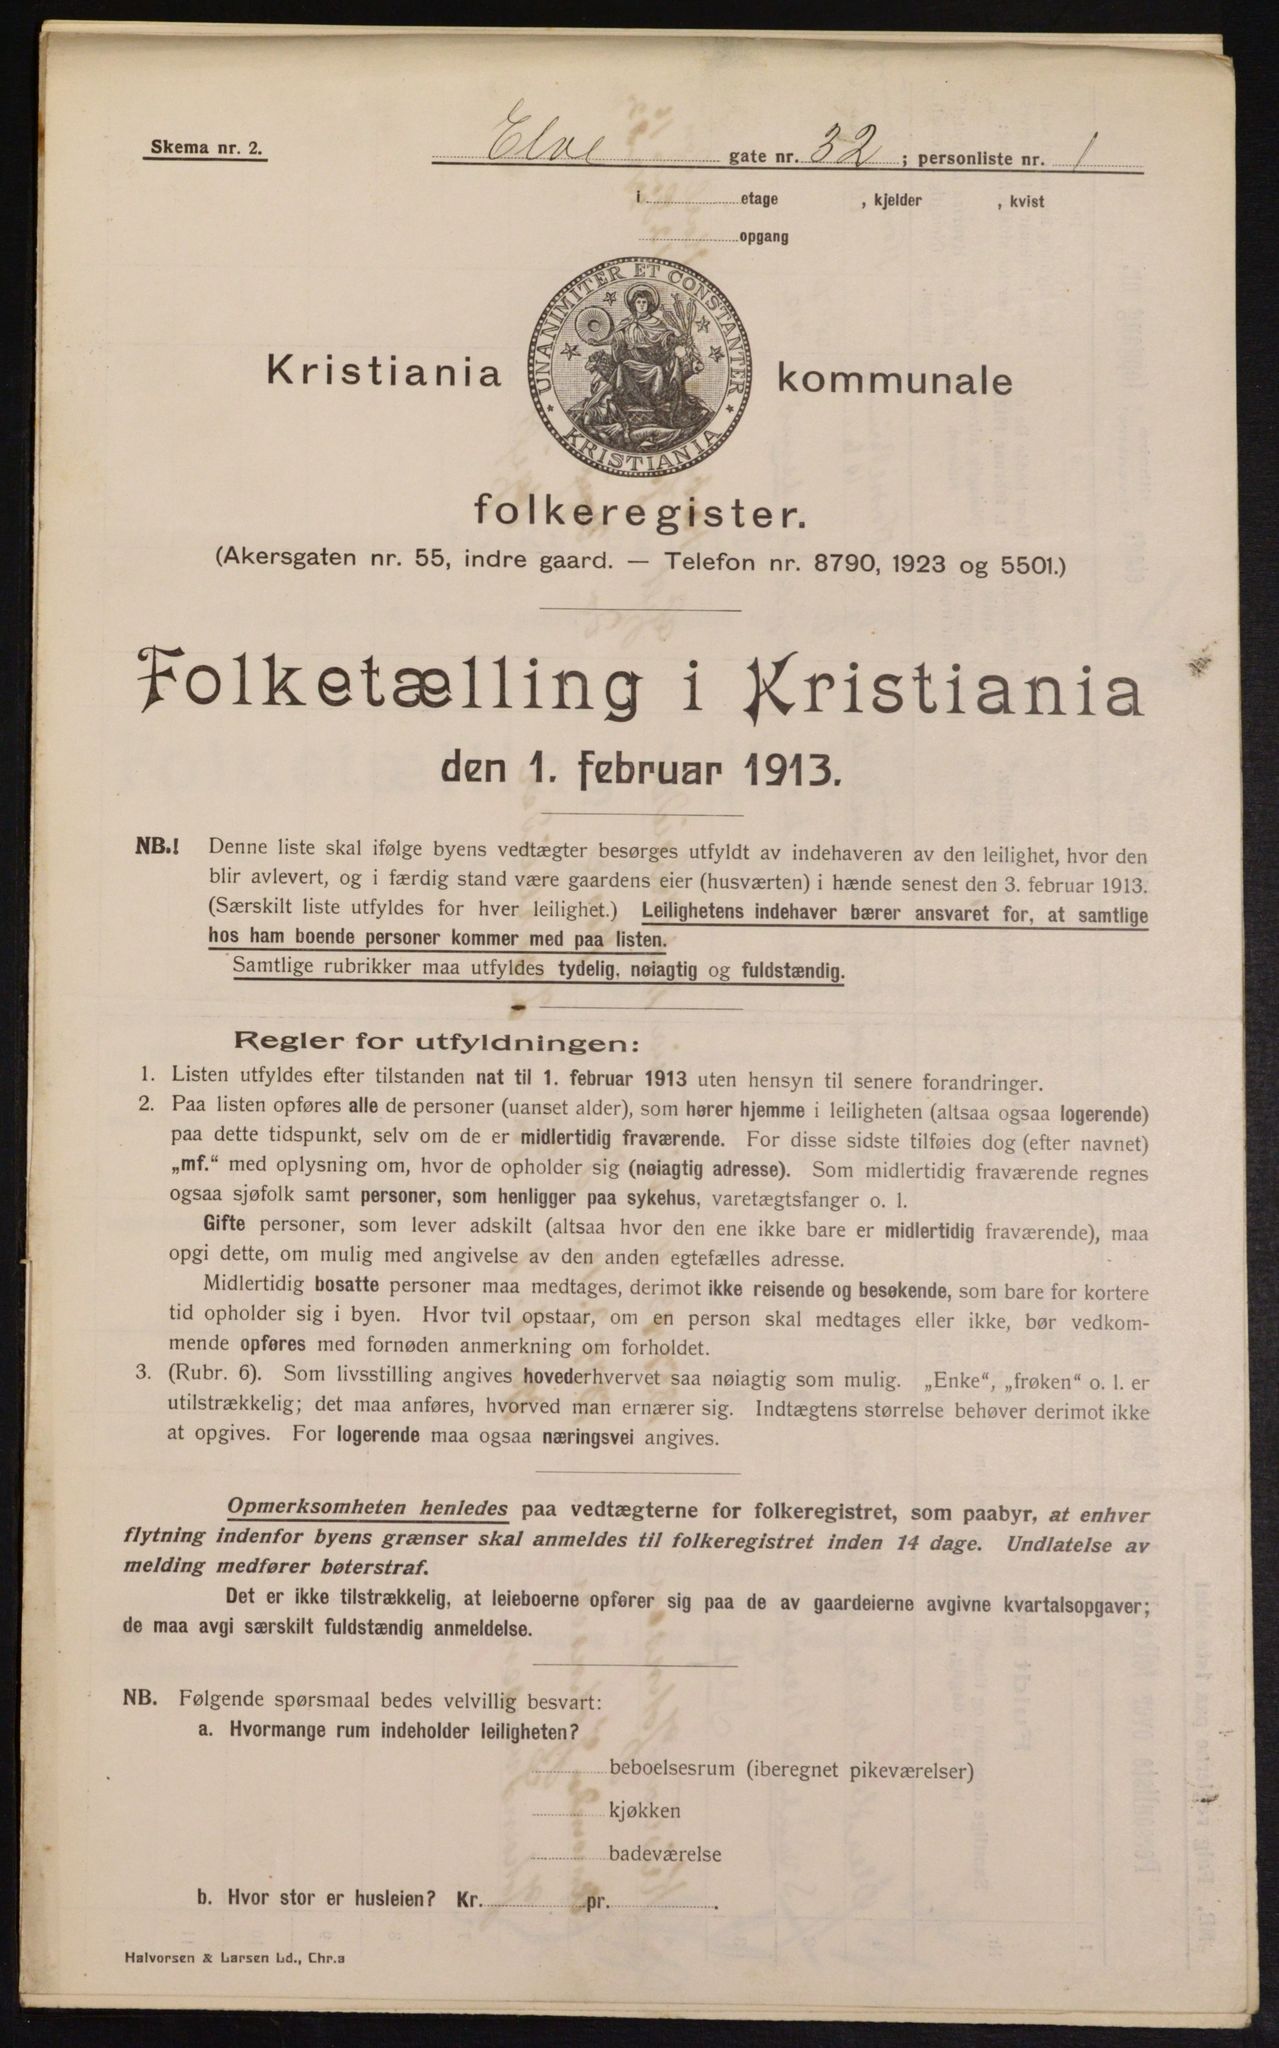 Skema nr. 2.
Elve gate nr. 32; personliste nr. 1
i etage , kjelder , kvist
opgang
UNANIMITER ET CONSTANTER
KRISTIANIA
Kristiania kommunale
folkeregister.
(Akersgaten nr. 55, indre gaard. — Telefon nr. 8790, 1923 og 5501.)
Folketælling i Kristiania
den 1. februar 1913.
NB.! Denne liste skal ifølge byens vedtægter besørges utfyldt av indehaveren av den leilighet, hvor den
blir avlevert, og i færdig stand være gaardens eier (husværten) i hænde senest den 3. februar 1913.
(Særskilt liste utfyldes for hver leilighet.) Leilighetens indehaver bærer ansvaret for, at samtlige
hos ham boende personer kommer med paa listen.
Samtlige rubrikker maa utfyldes tydelig, nøiagtig og fuldstændig.
Regler for utfyldningen:
1. Listen utfyldes efter tilstanden nat til 1. februar 1913 uten hensyn til senere forandringer.
2. Paa listen opføres alle de personer (uanset alder), som hører hjemme i leiligheten (altsaa ogsaa logerende)
paa dette tidspunkt, selv om de er midlertidig fraværende. For disse sidste tilføies dog (efter navnet)
„mf.“ med oplysning om, hvor de opholder sig (nøiagtig adresse). Som midlertidig fraværende regnes
ogsaa sjøfolk samt personer, som henligger paa sykehus, varetægtsfanger o. l.
Gifte personer, som lever adskilt (altsaa hvor den ene ikke bare er midlertidig fraværende), maa
opgi dette, om mulig med angivelse av den anden egtefælles adresse.
Midlertidig bosatte personer maa medtages, derimot ikke reisende og besøkende, som bare for kortere
tid opholder sig i byen. Hvor tvil opstaar, om en person skal medtages eller ikke, bør vedkom-
mende opføres med fornøden anmerkning om forholdet.
3. (Rubr. 6). Som livsstilling angives hovederhvervet saa nøiagtig som mulig. „Enke“, „frøken“ o. l. er
utilstrækkelig; det maa anføres, hvorved man ernærer sig. Indtægtens størrelse behøver derimot ikke
at opgives. For logerende maa ogsaa næringsvei angives.
Opmerksomheten henledes paa vedtægterne for folkeregistret, som paabyr, at enhver
flytning indenfor byens grænser skal anmeldes til folkeregistret inden 14 dage. Undlatelse av
melding medfører bøterstraf.
Det er ikke tilstrækkelig, at leieboerne opfører sig paa de av gaardeierne avgivne kvartalsopgaver;
de maa avgi særskilt fuldstændig anmeldelse.
NB. Følgende spørsmaal bedes velvillig besvart:
a. Hvormange rum indeholder leiligheten?
beboelsesrum (iberegnet pikeværelser)
kjøkken
badeværelse
b. Hvor stor er husleien? Kr. pr. .
Halvorsen & Larsen Ld., Chr.a